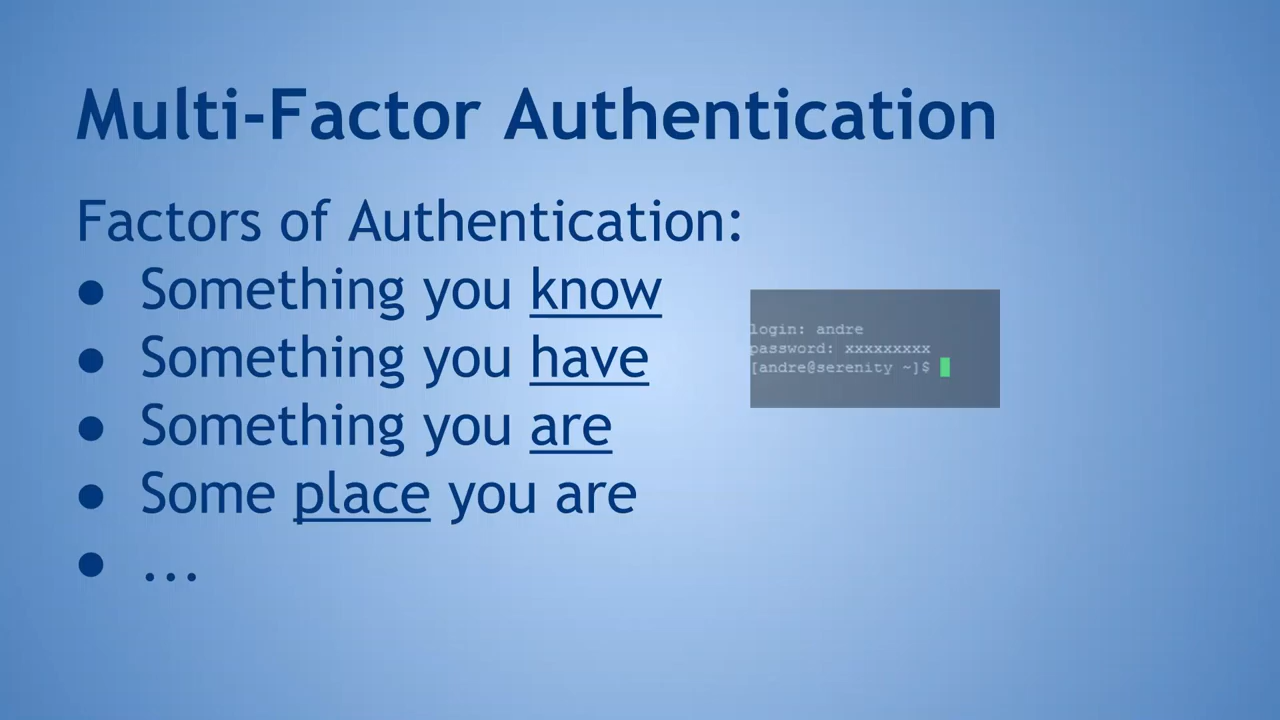 Multi-Factor Authentication
Factors of Authentication:
● Something you know
● Something you have
● Something you are
● Some place you are
● ...
login: andre
password: xxxxxxxxx
[andre@serenity ~]$